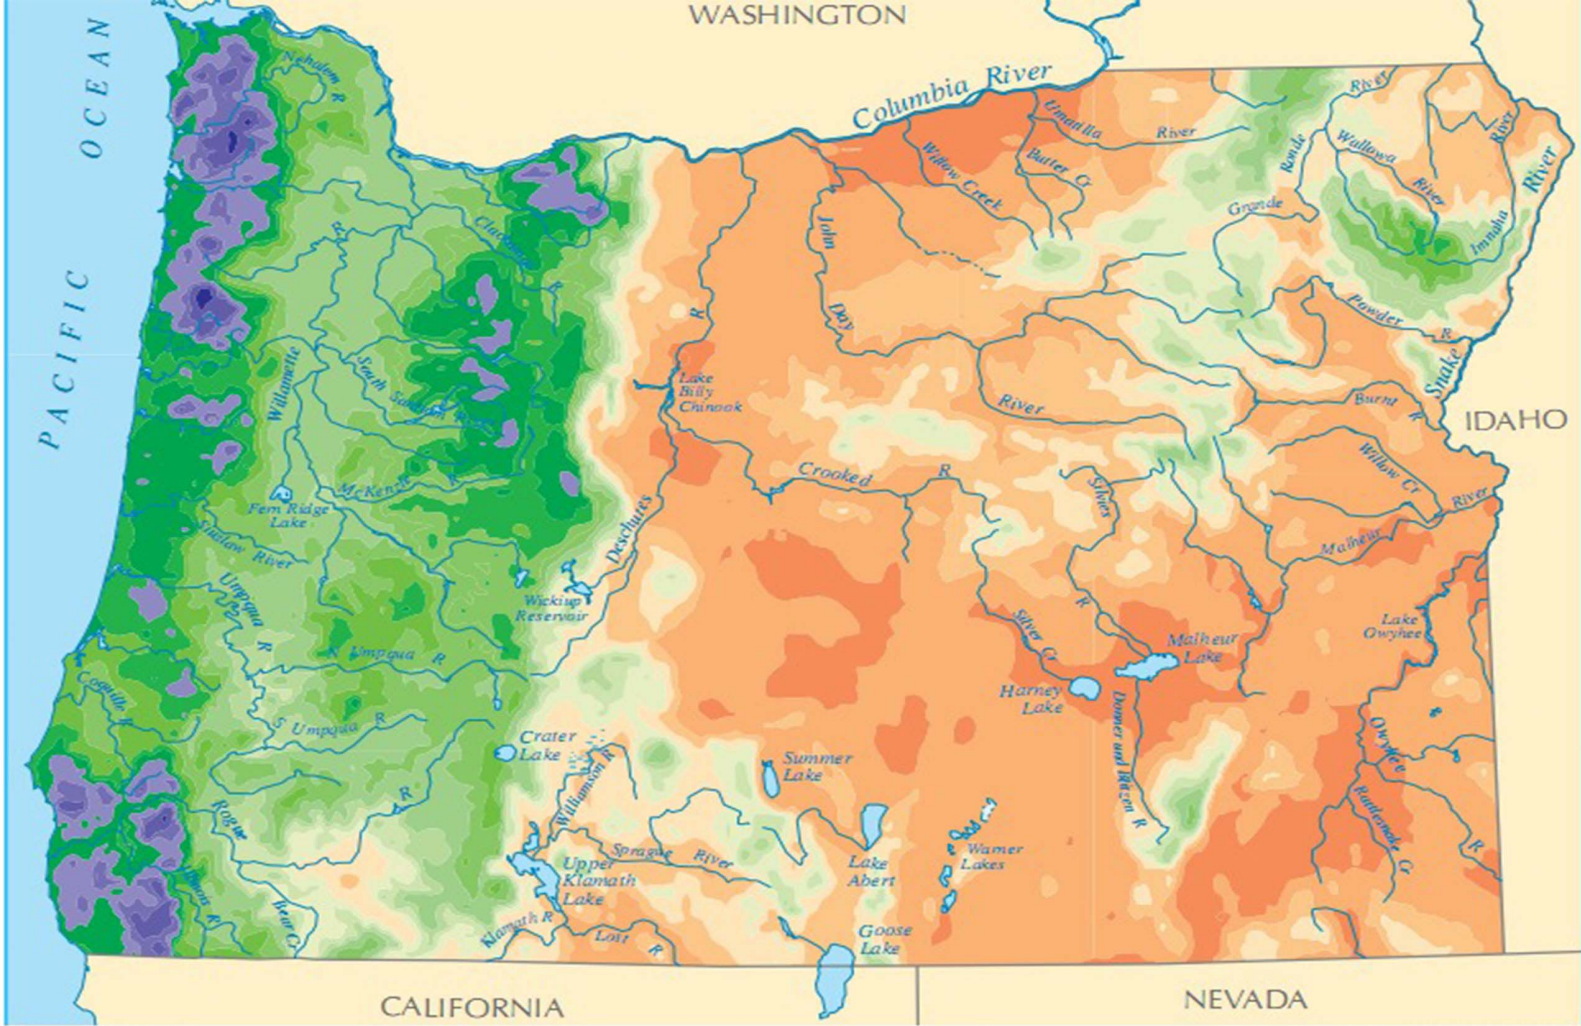 WASHINGTON
PACIFIC OCEAN
Columbia River
Nehalem R
Umatilla
River
Willow Creek
Butter Cr
River
Ronde
Grande
Wallowa
River
River
Imnaha
River
Snake
Clackamas
R
R
John
Day
River
R
Powder
R
Lake
Billy
Chinook
Willamette
South
Santiam R
McKenzie R
Fern Ridge
Lake
Siuslaw River
Umpqua R
N Umpqua R
S Umpqua R
Coquille R
Deschutes
Wickiup
Reservoir
Crooked R
Silvies
R
Silver Cr
Burnt R
IDAHO
Willow Cr
River
Malheur
Lake
Owyhee
Malheur
Lake
Harney
Lake
Donner und Blitzen R
Owyhee
R
Rattlesnake Cr
Crater
Lake
Williamson R
Summer
Lake
Rogue
R
Bear Cr
Sprague River
Upper
Klamath
Lake
Klamath R
Lost R
Lake
Abert
Warner
Lakes
Goose
Lake
CALIFORNIA
NEVADA